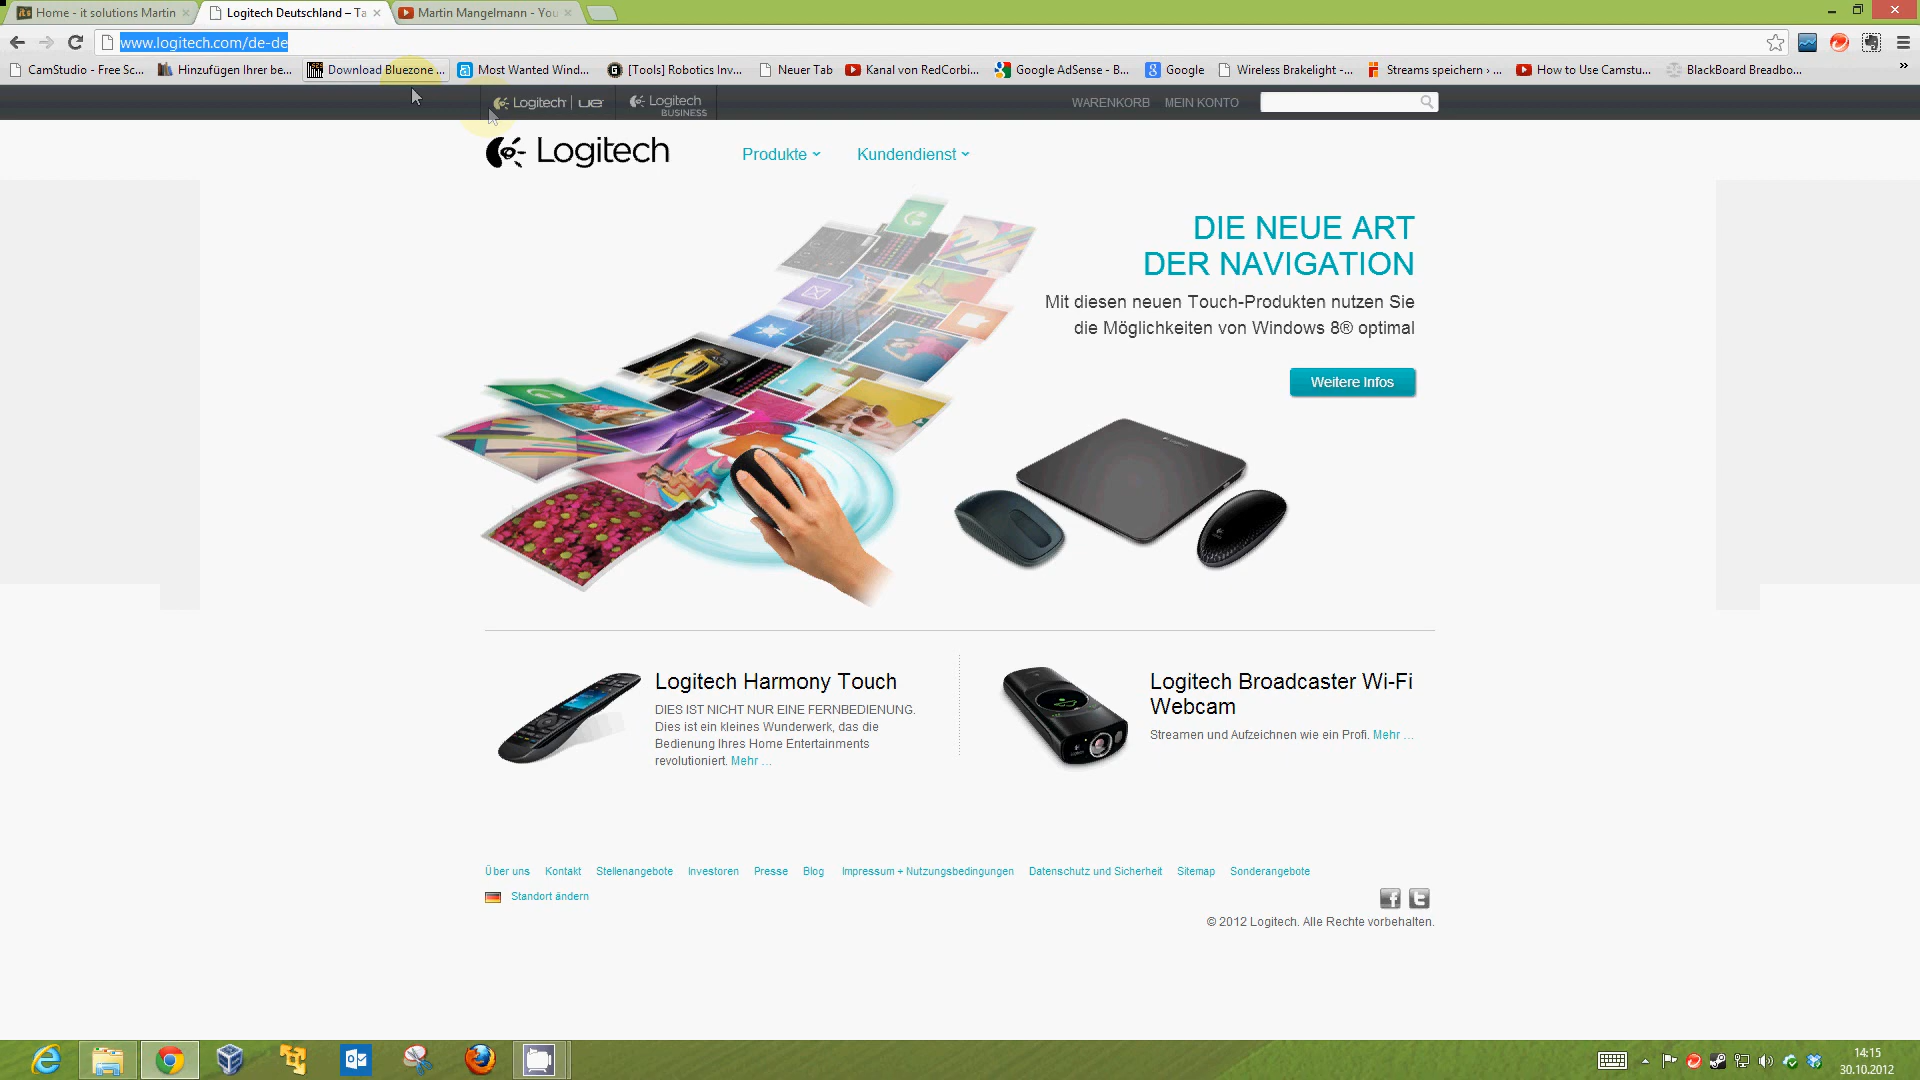 Home - it solutions Martin
Logitech Deutschland – Ta
Martin Mangelmann - You
www.logitech.com/de-de
CamStudio - Free Sc...
Hinzufügen Ihrer be...
Download Bluezone ...
Most Wanted Wind...
[Tools] Robotics Inv...
Neuer Tab
Kanal von RedCorbi...
Google AdSense - B...
Google
Wireless Brakelight -...
Streams speichern › ...
How to Use Camstu...
BlackBoard Breadbo...
Logitech | UE
Logitech
BUSINESS
WARENKORB
MEIN KONTO
Logitech
Produkte
Kundendienst
DIE NEUE ART
DER NAVIGATION
Mit diesen neuen Touch-Produkten nutzen Sie
die Möglichkeiten von Windows 8® optimal
Weitere Infos
Logitech Harmony Touch
DIES IST NICHT NUR EINE FERNBEDIENUNG.
Dies ist ein kleines Wunderwerk, das die
Bedienung Ihres Home Entertainments
revolutioniert. Mehr ...
Logitech Broadcaster Wi-Fi
Webcam
Streamen und Aufzeichnen wie ein Profi. Mehr ...
Über uns
Kontakt
Stellenangebote
Investoren
Presse
Blog
Impressum + Nutzungsbedingungen
Datenschutz und Sicherheit
Sitemap
Sonderangebote
Standort ändern
© 2012 Logitech. Alle Rechte vorbehalten.
14:15
30.10.2012